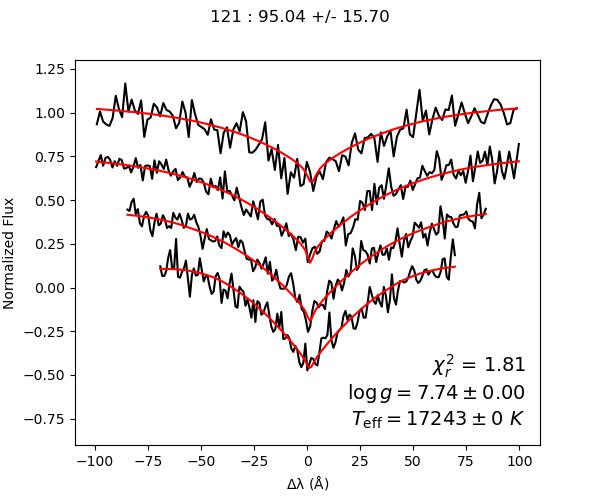 121 : 95.04 +/- 15.70
1.25
1.00
0.75
0.50
0.25
0.00
−0.25
−0.50
−0.75
Normalized Flux
χ²ᵣ = 1.81
log g = 7.74 ± 0.00
T_eff = 17243 ± 0 K
−100 −75 −50 −25 0 25 50 75 100
Δλ (Å)